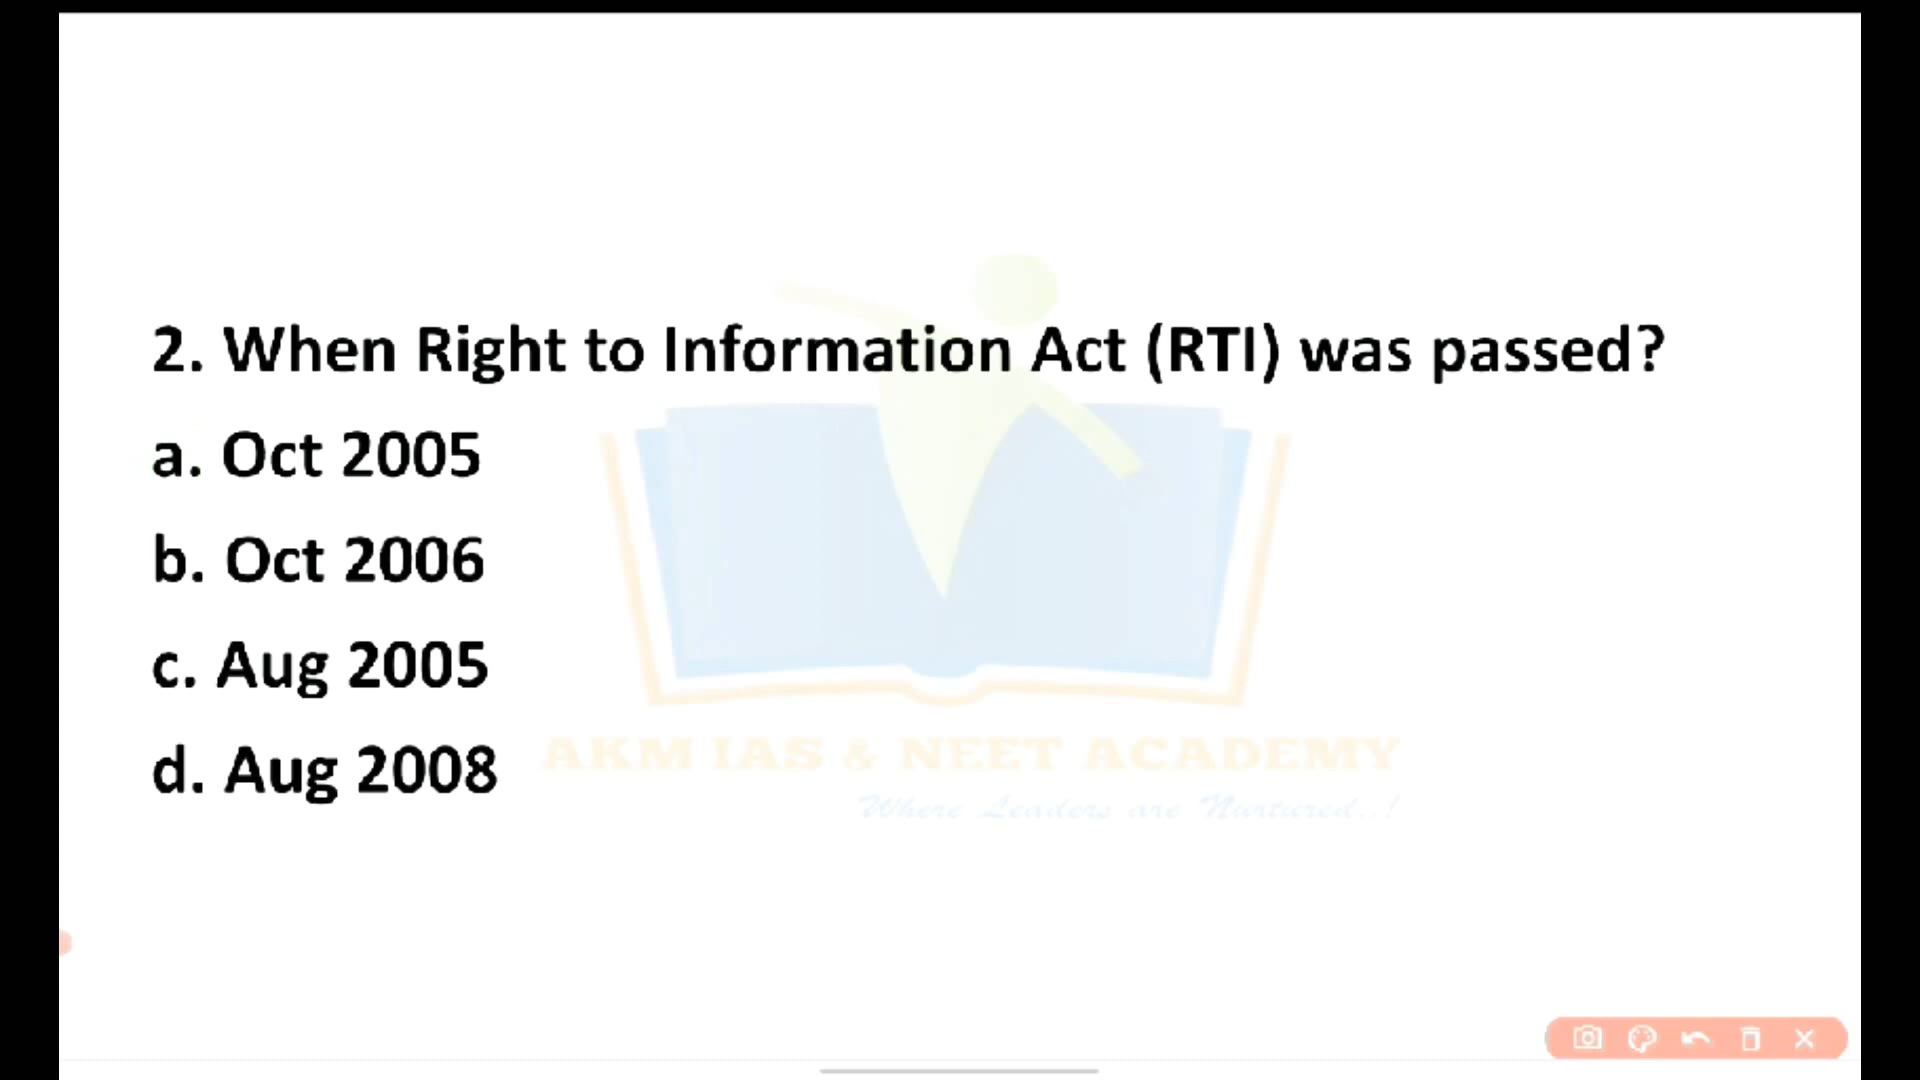 2. When Right to Information Act (RTI) was passed?
a. Oct 2005
b. Oct 2006
c. Aug 2005
d. Aug 2008
AKM IAS & NEET ACADEMY
Where Leaders are Nurtured..!